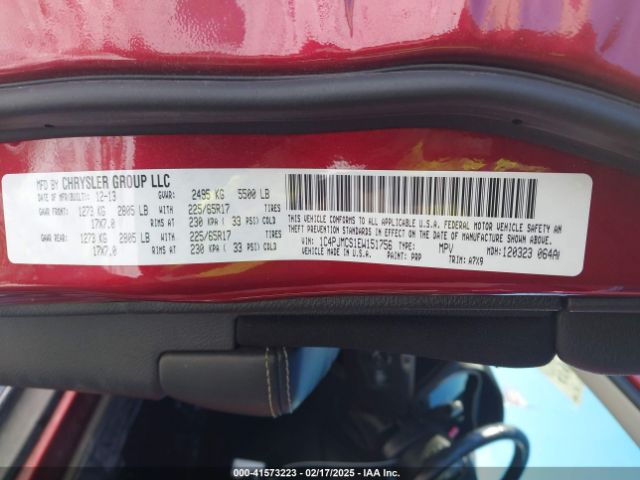 MFD BY CHRYSLER GROUP LLC
DATE OF MFR/BUILT: 12-13 GVWR: 2495 KG 5500 LB
GAWR FRONT: 1273 KG 2805 LB WITH 225/65R17 TIRES
17X7.0 RIMS AT 230 KPA ( 33 PSI) COLD
GAWR REAR: 1273 KG 2805 LB WITH 225/65R17 TIRES
17X7.0 RIMS AT 230 KPA ( 33 PSI) COLD
THIS VEHICLE CONFORMS TO ALL APPLICABLE U.S.A. FEDERAL MOTOR VEHICLE SAFETY,
BUMPER, AND THEFT PREVENTION STANDARDS IN EFFECT ON THE
DATE OF MANUFACTURE SHOWN ABOVE.
VIN: 1C4PJMCS1EW151756 MPV
VEHICLE MADE IN U.S.A. PAINT: PRP MDH: 120323 064AI
TRIM: A7X9
000-41573223 - 02/17/2025 - IAA Inc.